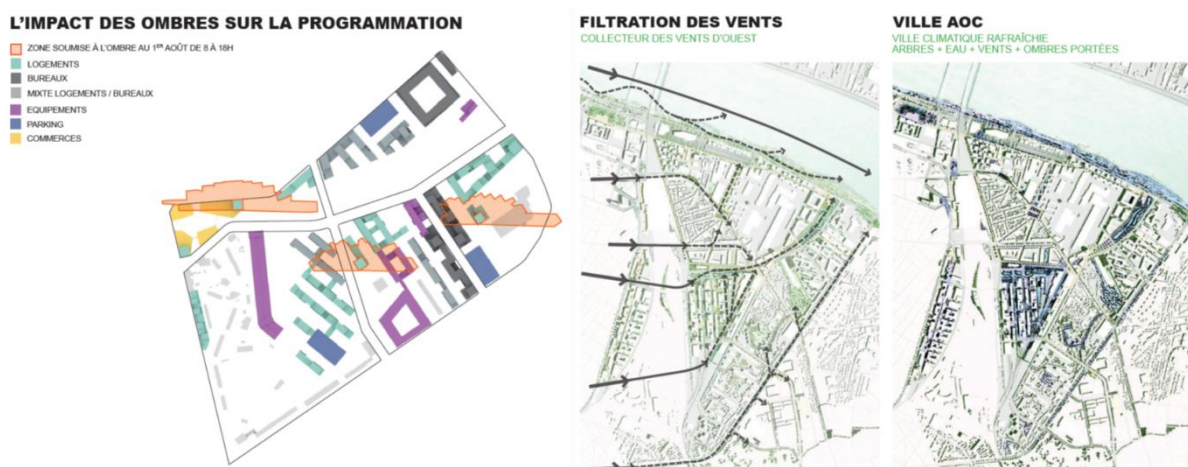 L'IMPACT DES OMBRES SUR LA PROGRAMMATION
ZONE SOUMISE À L'OMBRE AU 1ER AOÛT DE 8 À 18H
LOGEMENTS
BUREAUX
MIXTE LOGEMENTS / BUREAUX
EQUIPEMENTS
PARKING
COMMERCES
FILTRATION DES VENTS
COLLECTEUR DES VENTS D'OUEST
VILLE AOC
VILLE CLIMATIQUE RAFRAÎCHIE
ARBRES + EAU + VENTS + OMBRES PORTÉES